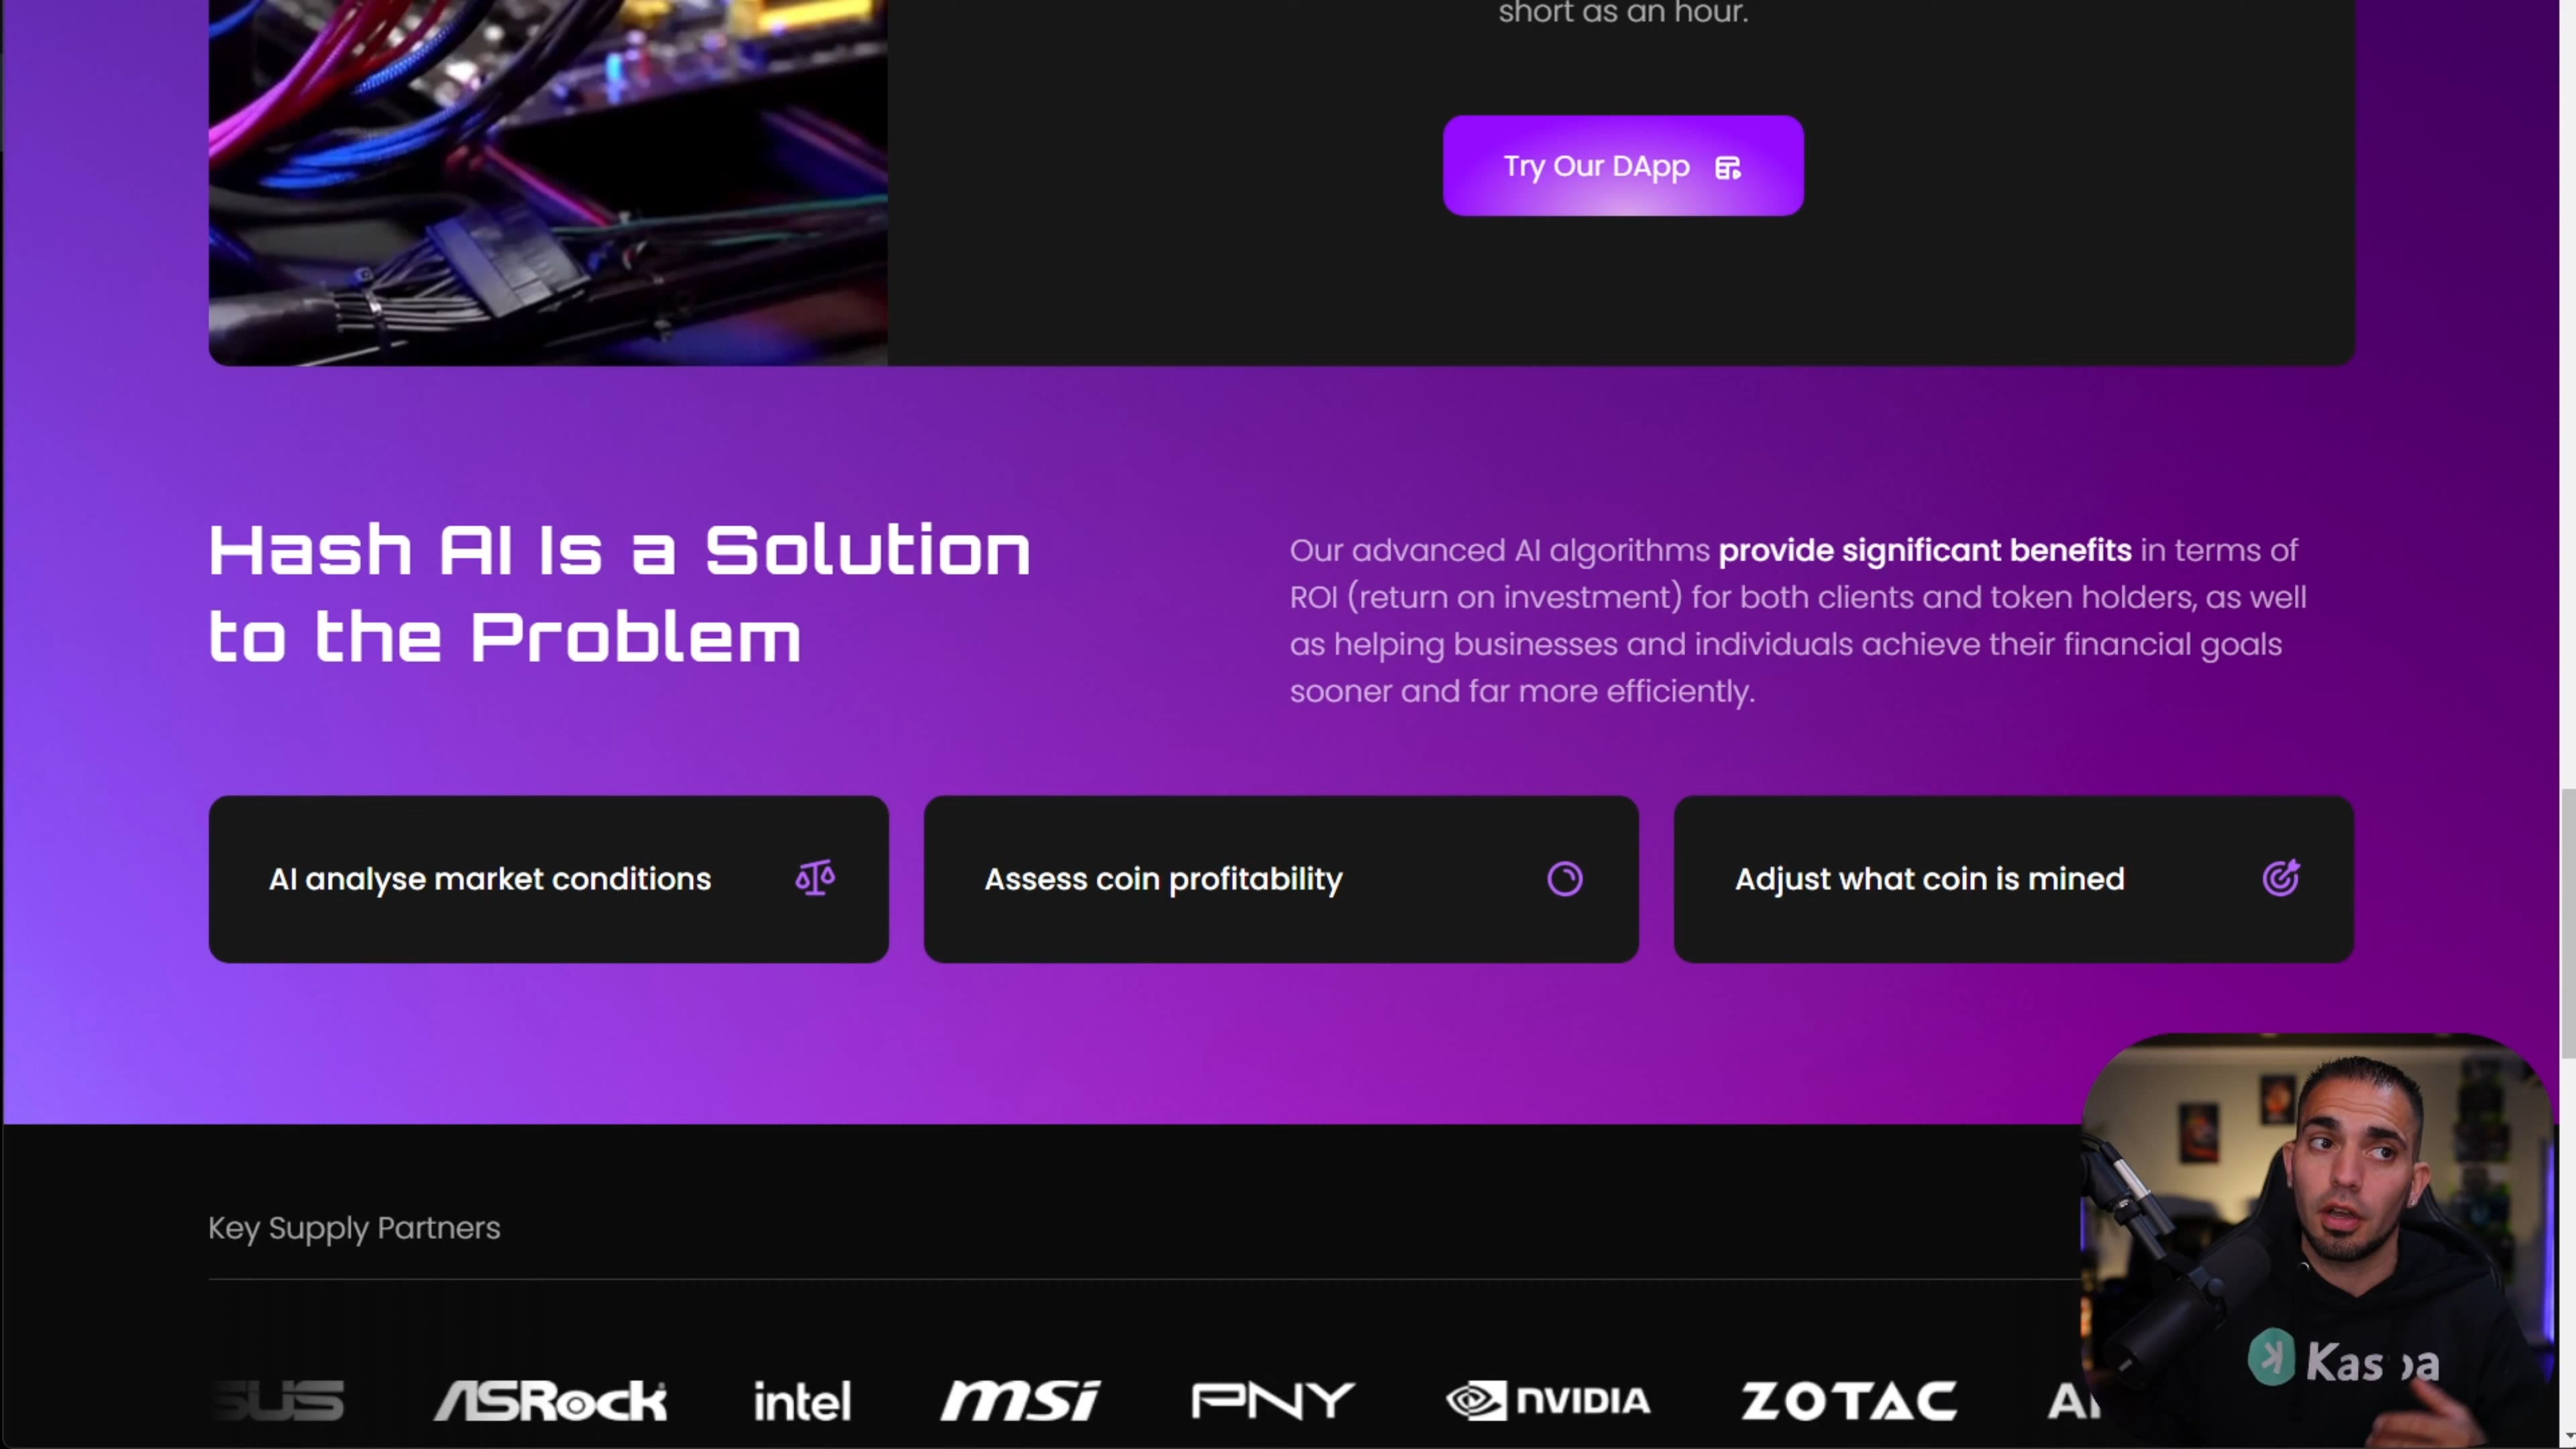 short as an hour.
Try Our DApp
Hash AI Is a Solution
to the Problem
Our advanced AI algorithms provide significant benefits in terms of
ROI (return on investment) for both clients and token holders, as well
as helping businesses and individuals achieve their financial goals
sooner and far more efficiently.
AI analyse market conditions
Assess coin profitability
Adjust what coin is mined
Key Supply Partners
SUS ASRock intel msi PNY NVIDIA ZOTAC
Kaspa